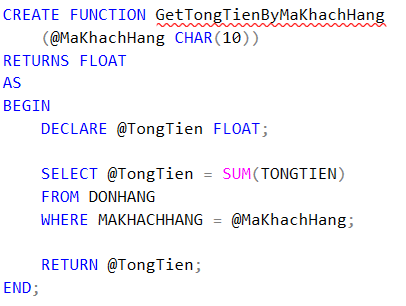 CREATE FUNCTION GetTongTienByMaKhachHang
(@MaKhachHang CHAR(10))
RETURNS FLOAT
AS
BEGIN
DECLARE @TongTien FLOAT;
SELECT @TongTien = SUM(TONGTIEN)
FROM DONHANG
WHERE MAKHACHHANG = @MaKhachHang;
RETURN @TongTien;
END;